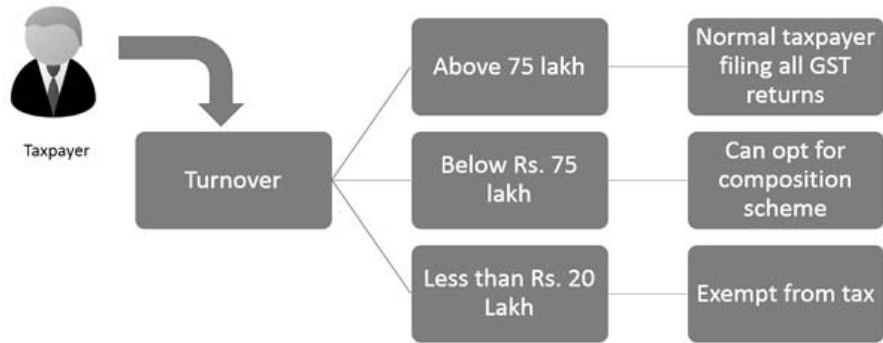 Taxpayer
Turnover
Above 75 lakh
Normal taxpayer
filing all GST
returns
Below Rs. 75
lakh
Can opt for
composition
scheme
Less than Rs. 20
Lakh
Exempt from tax